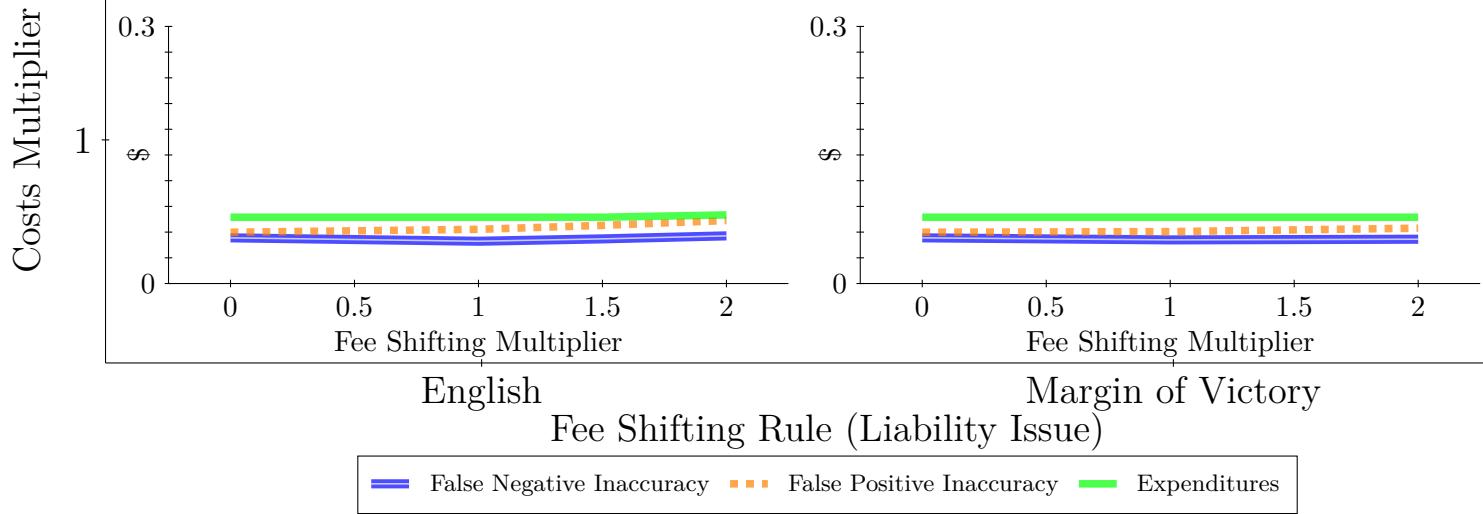 Costs Multiplier
1
0.3
$
0
0 0.5 1 1.5 2
Fee Shifting Multiplier
0.3
$
0
0 0.5 1 1.5 2
Fee Shifting Multiplier
English
Margin of Victory
Fee Shifting Rule (Liability Issue)
False Negative Inaccuracy False Positive Inaccuracy Expenditures